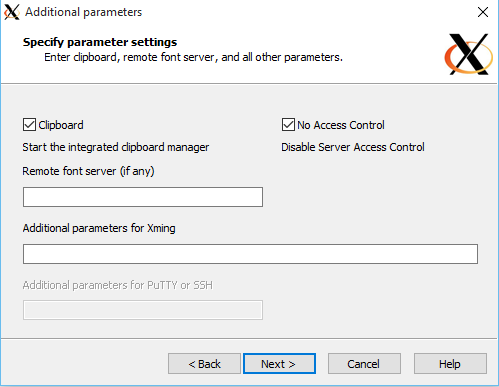 Additional parameters
Specify parameter settings
Enter clipboard, remote font server, and all other parameters.
Clipboard
No Access Control
Start the integrated clipboard manager
Disable Server Access Control
Remote font server (if any)
Additional parameters for Xming
Additional parameters for PuTTY or SSH
< Back
Next >
Cancel
Help